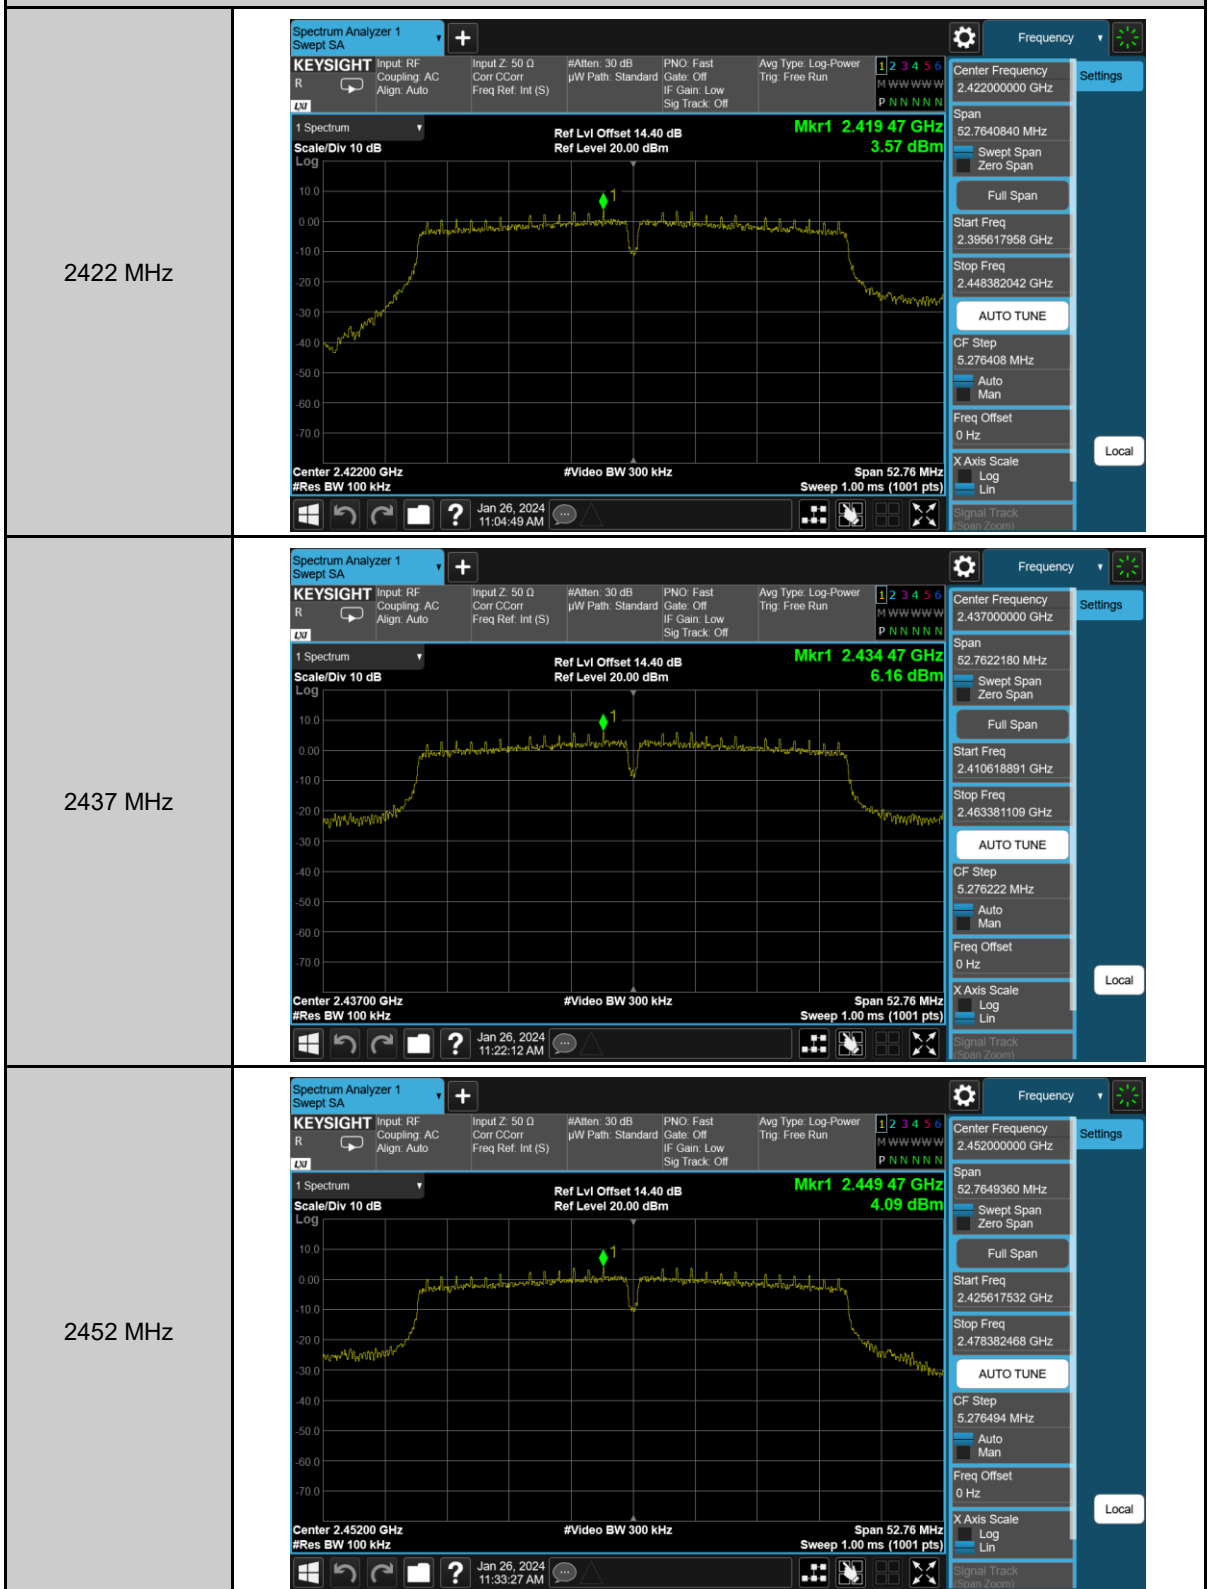 2422 MHz
Spectrum Analyzer 1
Swept SA
Frequency
KEYSIGHT
R
LXI
Input: RF
Coupling: AC
Align: Auto
Input Z: 50 Ω
Corr CCorr
Freq Ref: Int (S)
#Atten: 30 dB
µW Path: Standard
PNO: Fast
Gate: Off
IF Gain: Low
Sig Track: Off
Avg Type: Log-Power
Trig: Free Run
1 2 3 4 5 6
M W W W W W
P N N N N N
1 Spectrum
Scale/Div 10 dB
Log
Ref Lvl Offset 14.40 dB
Ref Level 20.00 dBm
Mkr1 2.419 47 GHz
3.57 dBm
1
10.0
0.00
-10.0
-20.0
-30.0
-40.0
-50.0
-60.0
-70.0
Center 2.42200 GHz
#Res BW 100 kHz
#Video BW 300 kHz
Span 52.76 MHz
Sweep 1.00 ms (1001 pts)
Jan 26, 2024
11:04:49 AM
Center Frequency
2.422000000 GHz
Settings
Span
52.7640840 MHz
Swept Span
Zero Span
Full Span
Start Freq
2.395617958 GHz
Stop Freq
2.448382042 GHz
AUTO TUNE
CF Step
5.276408 MHz
Auto
Man
Freq Offset
0 Hz
X Axis Scale
Log
Lin
Signal Track
(Span Zoom)
Local
2437 MHz
Spectrum Analyzer 1
Swept SA
Frequency
KEYSIGHT
R
LXI
Input: RF
Coupling: AC
Align: Auto
Input Z: 50 Ω
Corr CCorr
Freq Ref: Int (S)
#Atten: 30 dB
µW Path: Standard
PNO: Fast
Gate: Off
IF Gain: Low
Sig Track: Off
Avg Type: Log-Power
Trig: Free Run
1 2 3 4 5 6
M W W W W W
P N N N N N
1 Spectrum
Scale/Div 10 dB
Log
Ref Lvl Offset 14.40 dB
Ref Level 20.00 dBm
Mkr1 2.434 47 GHz
6.16 dBm
1
10.0
0.00
-10.0
-20.0
-30.0
-40.0
-50.0
-60.0
-70.0
Center 2.43700 GHz
#Res BW 100 kHz
#Video BW 300 kHz
Span 52.76 MHz
Sweep 1.00 ms (1001 pts)
Jan 26, 2024
11:22:12 AM
Center Frequency
2.437000000 GHz
Settings
Span
52.7622180 MHz
Swept Span
Zero Span
Full Span
Start Freq
2.410618891 GHz
Stop Freq
2.463381109 GHz
AUTO TUNE
CF Step
5.276222 MHz
Auto
Man
Freq Offset
0 Hz
X Axis Scale
Log
Lin
Signal Track
(Span Zoom)
Local
2452 MHz
Spectrum Analyzer 1
Swept SA
Frequency
KEYSIGHT
R
LXI
Input: RF
Coupling: AC
Align: Auto
Input Z: 50 Ω
Corr CCorr
Freq Ref: Int (S)
#Atten: 30 dB
µW Path: Standard
PNO: Fast
Gate: Off
IF Gain: Low
Sig Track: Off
Avg Type: Log-Power
Trig: Free Run
1 2 3 4 5 6
M W W W W W
P N N N N N
1 Spectrum
Scale/Div 10 dB
Log
Ref Lvl Offset 14.40 dB
Ref Level 20.00 dBm
Mkr1 2.449 47 GHz
4.09 dBm
1
10.0
0.00
-10.0
-20.0
-30.0
-40.0
-50.0
-60.0
-70.0
Center 2.45200 GHz
#Res BW 100 kHz
#Video BW 300 kHz
Span 52.76 MHz
Sweep 1.00 ms (1001 pts)
Jan 26, 2024
11:33:27 AM
Center Frequency
2.452000000 GHz
Settings
Span
52.7649360 MHz
Swept Span
Zero Span
Full Span
Start Freq
2.425617532 GHz
Stop Freq
2.478382468 GHz
AUTO TUNE
CF Step
5.276494 MHz
Auto
Man
Freq Offset
0 Hz
X Axis Scale
Log
Lin
Signal Track
(Span Zoom)
Local